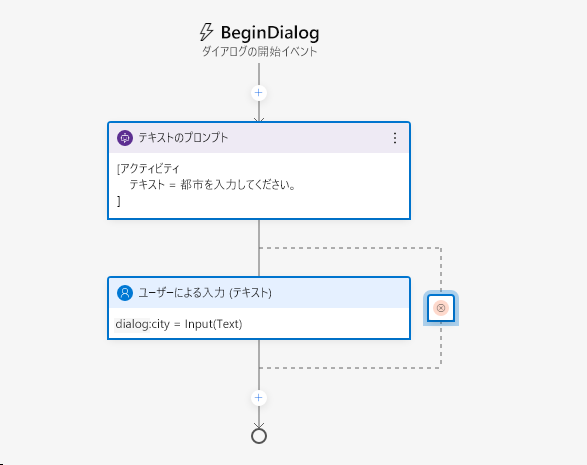 BeginDialog
ダイアログの開始イベント
テキストのプロンプト
[アクティビティ
テキスト = 都市を入力してください。
]
ユーザーによる入力 (テキスト)
dialog:city = Input(Text)